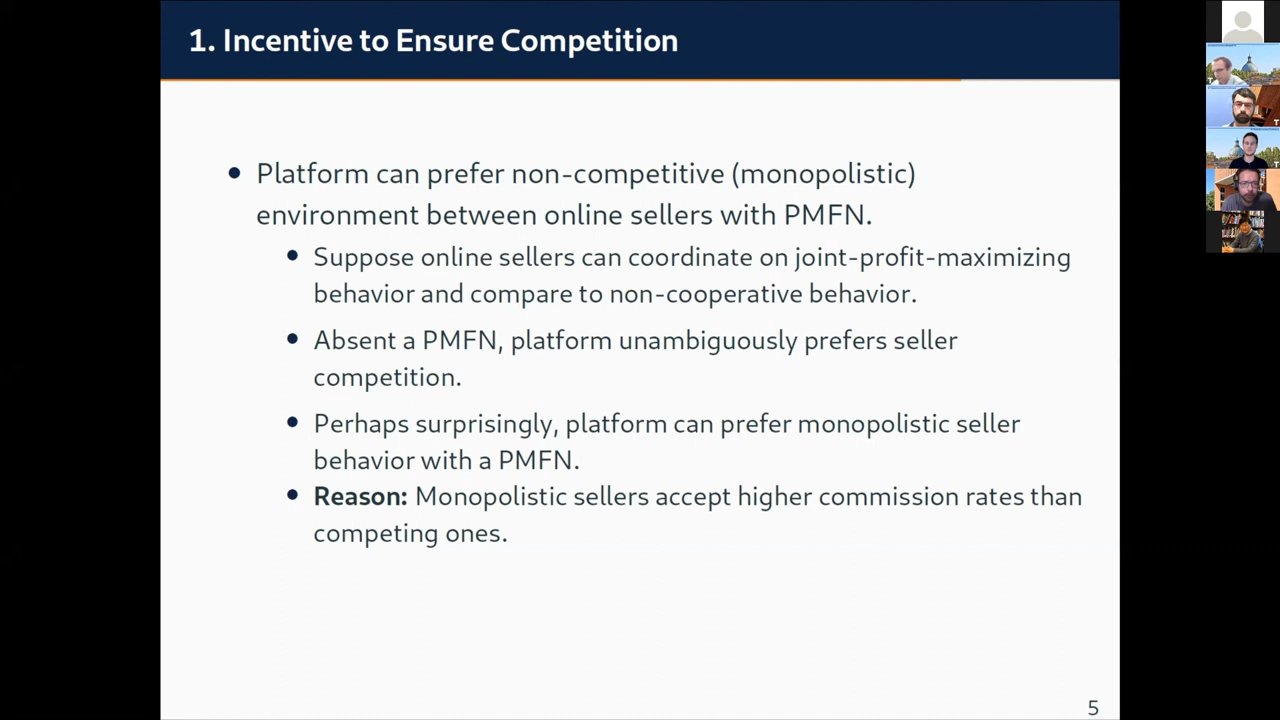 1. Incentive to Ensure Competition
• Platform can prefer non-competitive (monopolistic)
environment between online sellers with PMFN.
• Suppose online sellers can coordinate on joint-profit-maximizing
behavior and compare to non-cooperative behavior.
• Absent a PMFN, platform unambiguously prefers seller
competition.
• Perhaps surprisingly, platform can prefer monopolistic seller
behavior with a PMFN.
• Reason: Monopolistic sellers accept higher commission rates than
competing ones.
5